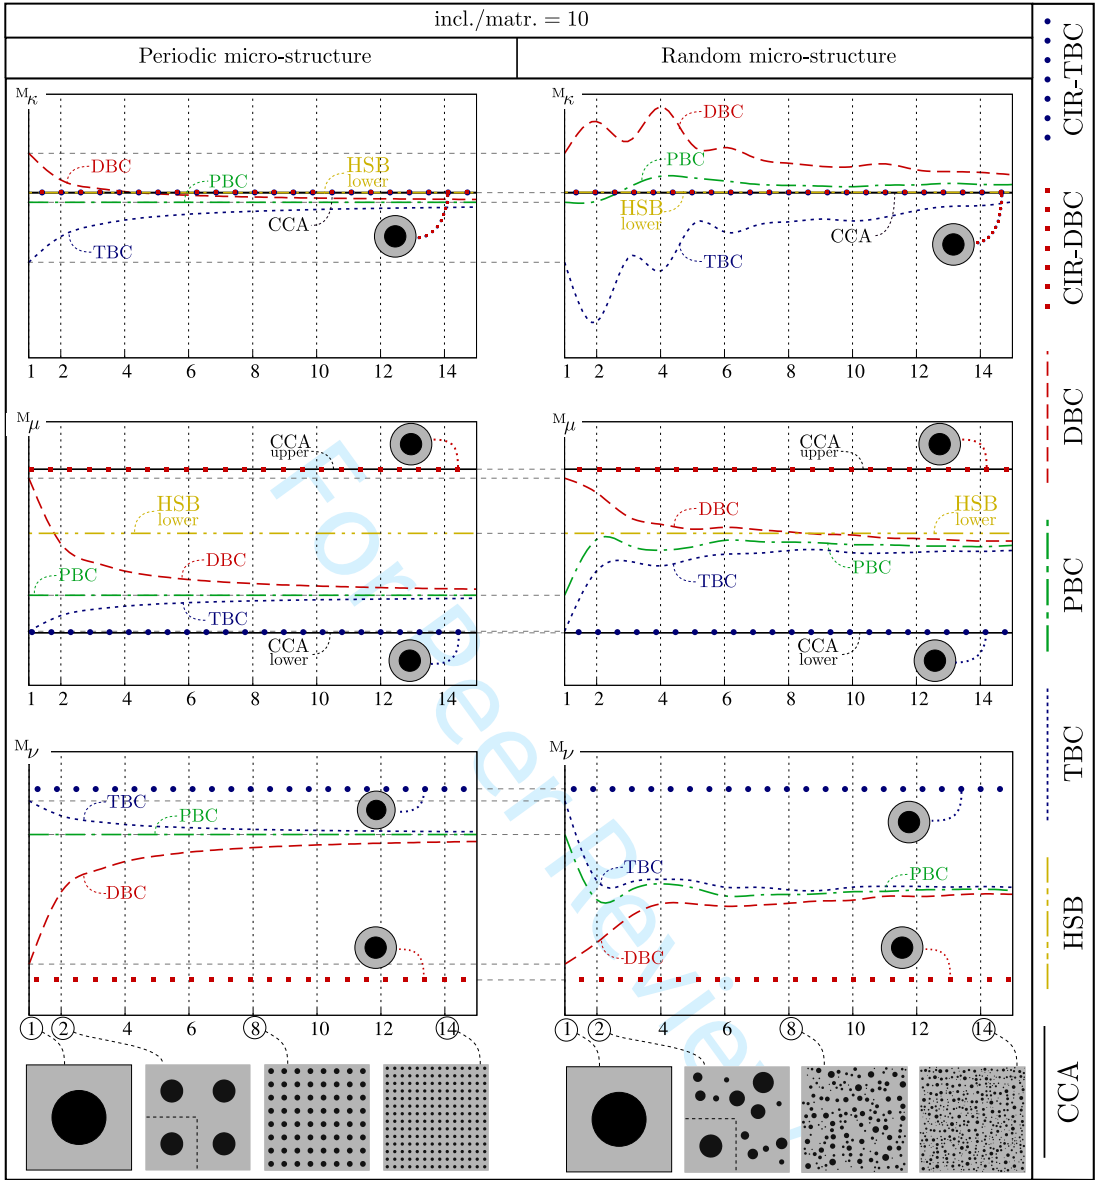 incl./matr. = 10
Periodic micro-structure
Random micro-structure
Mκ
DBC
PBC
HSB
lower
CCA
TBC
1 2 4 6 8 10 12 14
Mκ
DBC
PBC
HSB
lower
CCA
TBC
1 2 4 6 8 10 12 14
Mμ
CCA
upper
HSB
lower
DBC
PBC
TBC
CCA
lower
1 2 4 6 8 10 12 14
Mμ
CCA
upper
DBC
HSB
lower
PBC
TBC
CCA
lower
1 2 4 6 8 10 12 14
Mν
TBC
PBC
DBC
1 2 4 6 8 10 12 14
Mν
TBC
PBC
DBC
1 2 4 6 8 10 12 14
CIR-TBC
CIR-DBC
DBC
PBC
TBC
HSB
CCA
For Peer Review